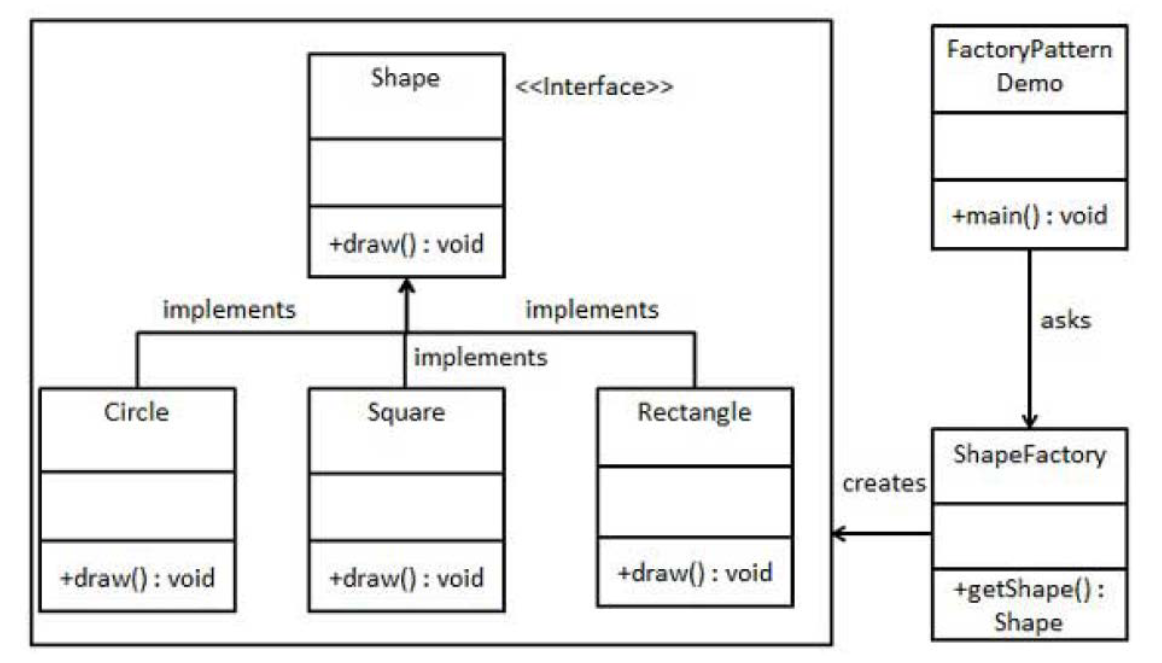 Shape
<<Interface>>
+draw() : void
implements
implements
implements
Circle
+draw() : void
Square
+draw() : void
Rectangle
+draw() : void
FactoryPattern
Demo
+main() : void
asks
ShapeFactory
+getShape() :
Shape
creates